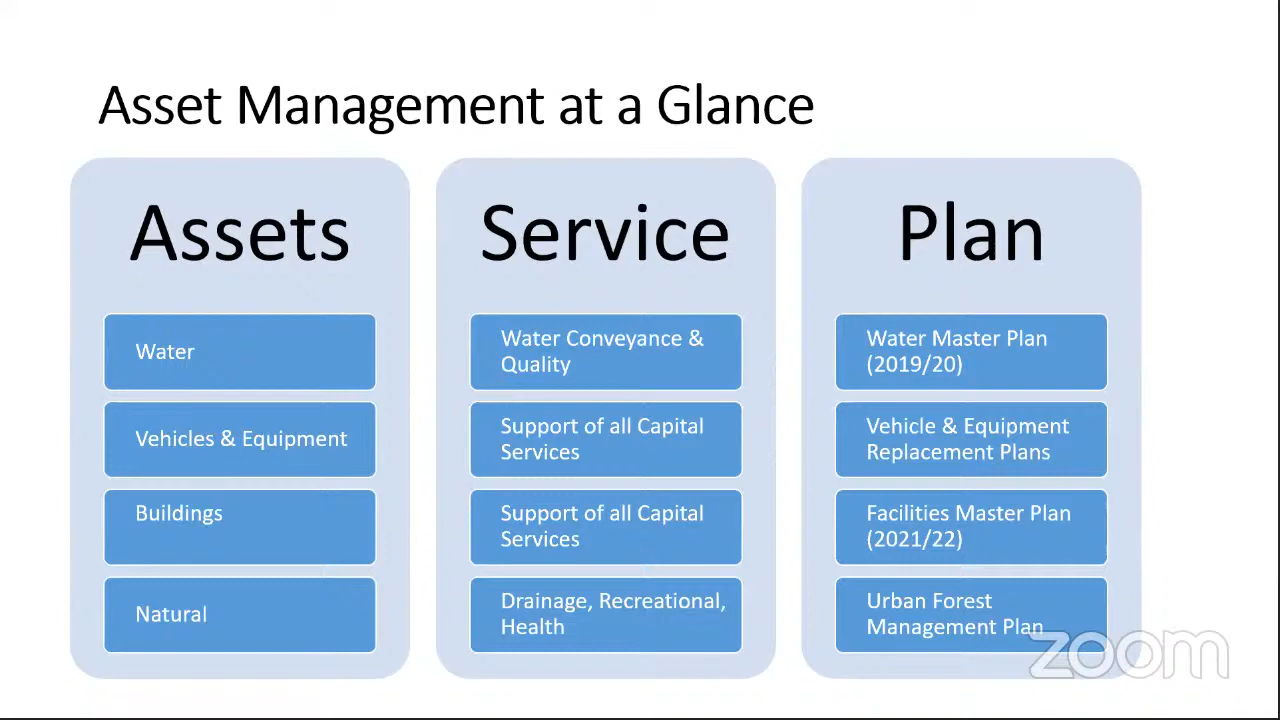 Asset Management at a Glance
Assets
Water
Vehicles & Equipment
Buildings
Natural
Service
Water Conveyance &
Quality
Support of all Capital
Services
Support of all Capital
Services
Drainage, Recreational,
Health
Plan
Water Master Plan
(2019/20)
Vehicle & Equipment
Replacement Plans
Facilities Master Plan
(2021/22)
Urban Forest
Management Plan
zoom